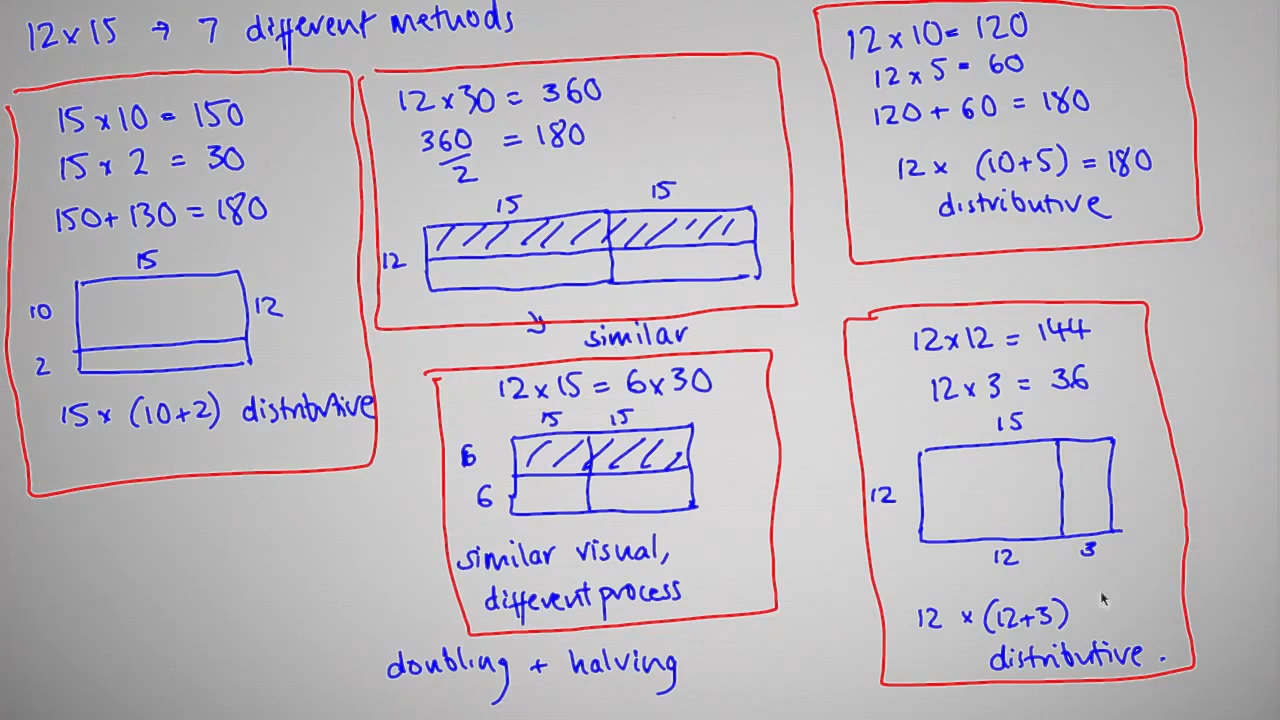 12 x 15 → 7 different methods
15 x 10 = 150
15 x 2 = 30
150 + 130 = 180
15
10
12
2
15 x (10+2) distributive
12 x 30 = 360
360
2
= 180
15
15
12
↘ similar
12 x 15 = 6 x 30
15
15
6
6
similar visual,
different process
doubling + halving
12 x 10 = 120
12 x 5 = 60
120 + 60 = 180
12 x (10+5) = 180
distributive
12 x 12 = 144
12 x 3 = 36
15
12
12
3
12 x (12+3)
distributive.